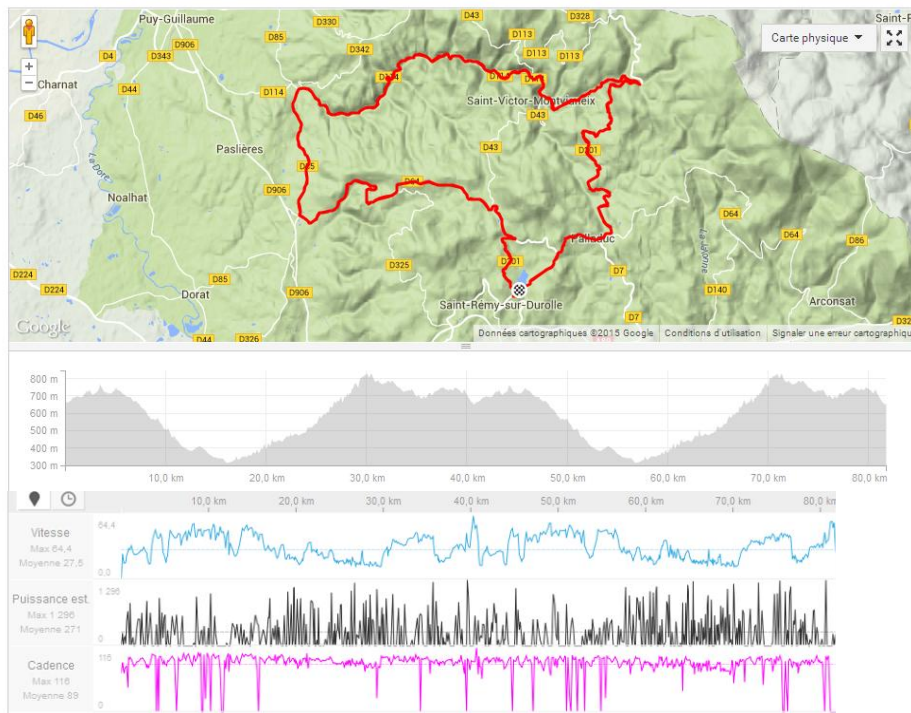 Puy-Guillaume
D330
D43
D328
Saint-P
D85
D113
D906
D342
D113
D4
D343
D113
Carte physique
Charnat
D44
D114
Saint-Victor-Montvianeix
D46
D43
La Dore
Paslières
D43
D201
D85
D64
Noalhat
D906
D64
D64
Palladuc
D86
D224
D201
D325
D7
D85
D140
D224
Dorat
D906
Saint-Rémy-sur-Durolle
Arconsat
D7
D32
Google
D44
D326
Données cartographiques ©2015 Google
Conditions d'utilisation
Signaler une erreur cartographiqu
800 m
700 m
600 m
500 m
400 m
300 m
10,0 km 20,0 km 30,0 km 40,0 km 50,0 km 60,0 km 70,0 km 80,0 km
10,0 km 20,0 km 30,0 km 40,0 km 50,0 km 60,0 km 70,0 km 80,0 km
Vitesse
Max 64,4
Moyenne 27,5
64,4
0.0
Puissance est.
Max 1 296
Moyenne 271
1 296
0
Cadence
Max 116
Moyenne 89
116
0